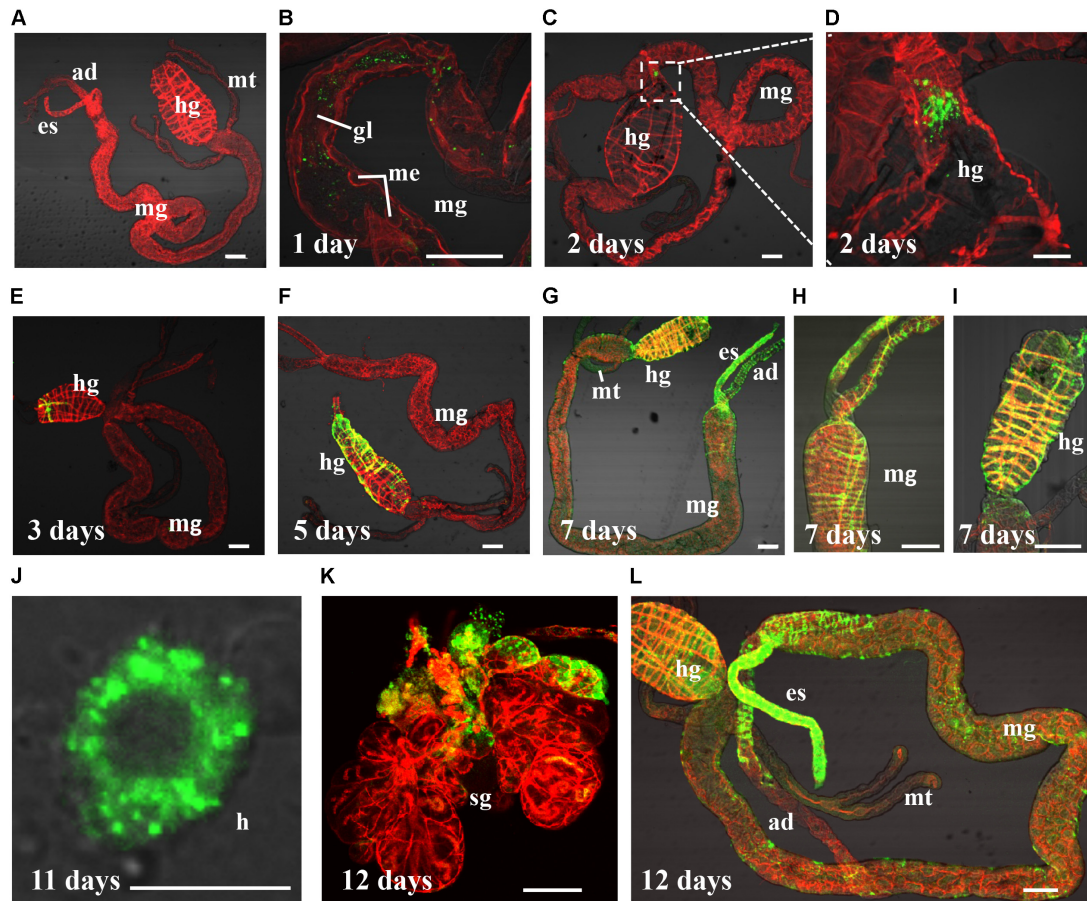 A
B
C
D
ad
es
hg
mt
mg
gl
me
mg
1 day
mg
hg
2 days
hg
2 days
E
F
G
H
I
hg
mg
3 days
mg
hg
5 days
mt
hg
es
ad
mg
7 days
mg
7 days
hg
7 days
J
K
L
h
11 days
sg
12 days
hg
es
mg
mt
ad
12 days